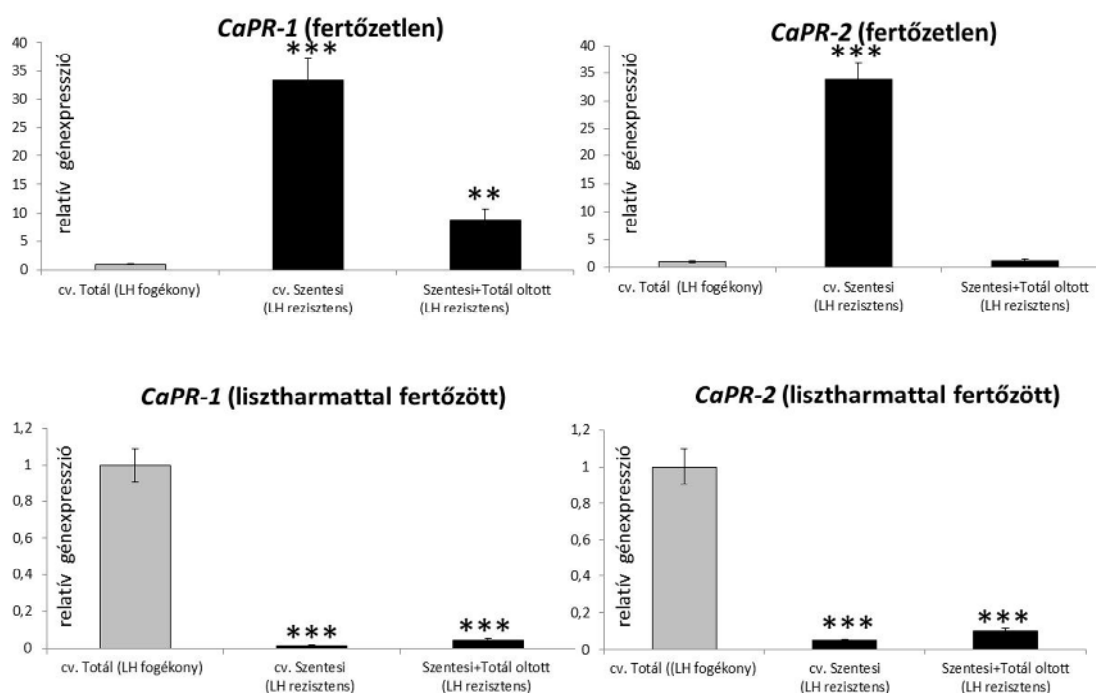 CaPR-1 (fertőzetlen)
***
**
40
35
30
25
20
15
10
5
0
relatív génexpresszió
cv. Totál (LH fogékony)
cv. Szentesi
(LH rezisztens)
Szentesi+Totál oltott
(LH rezisztens)
CaPR-2 (fertőzetlen)
***
40
35
30
25
20
15
10
5
0
relatív génexpresszió
cv. Totál (LH fogékony)
cv. Szentesi
(LH rezisztens)
Szentesi+Totál oltott
(LH rezisztens)
CaPR-1 (lisztharmattal fertőzött)
1,2
1
0,8
0,6
0,4
0,2
0
relatív génexpresszió
***
***
cv. Totál (LH fogékony)
cv. Szentesi
(LH rezisztens)
Szentesi+Totál oltott
(LH rezisztens)
CaPR-2 (lisztharmattal fertőzött)
1,2
1
0,8
0,6
0,4
0,2
0
relatív génexpresszió
***
***
cv. Totál ((LH fogékony)
cv. Szentesi
(LH rezisztens)
Szentesi+Totál oltott
(LH rezisztens)